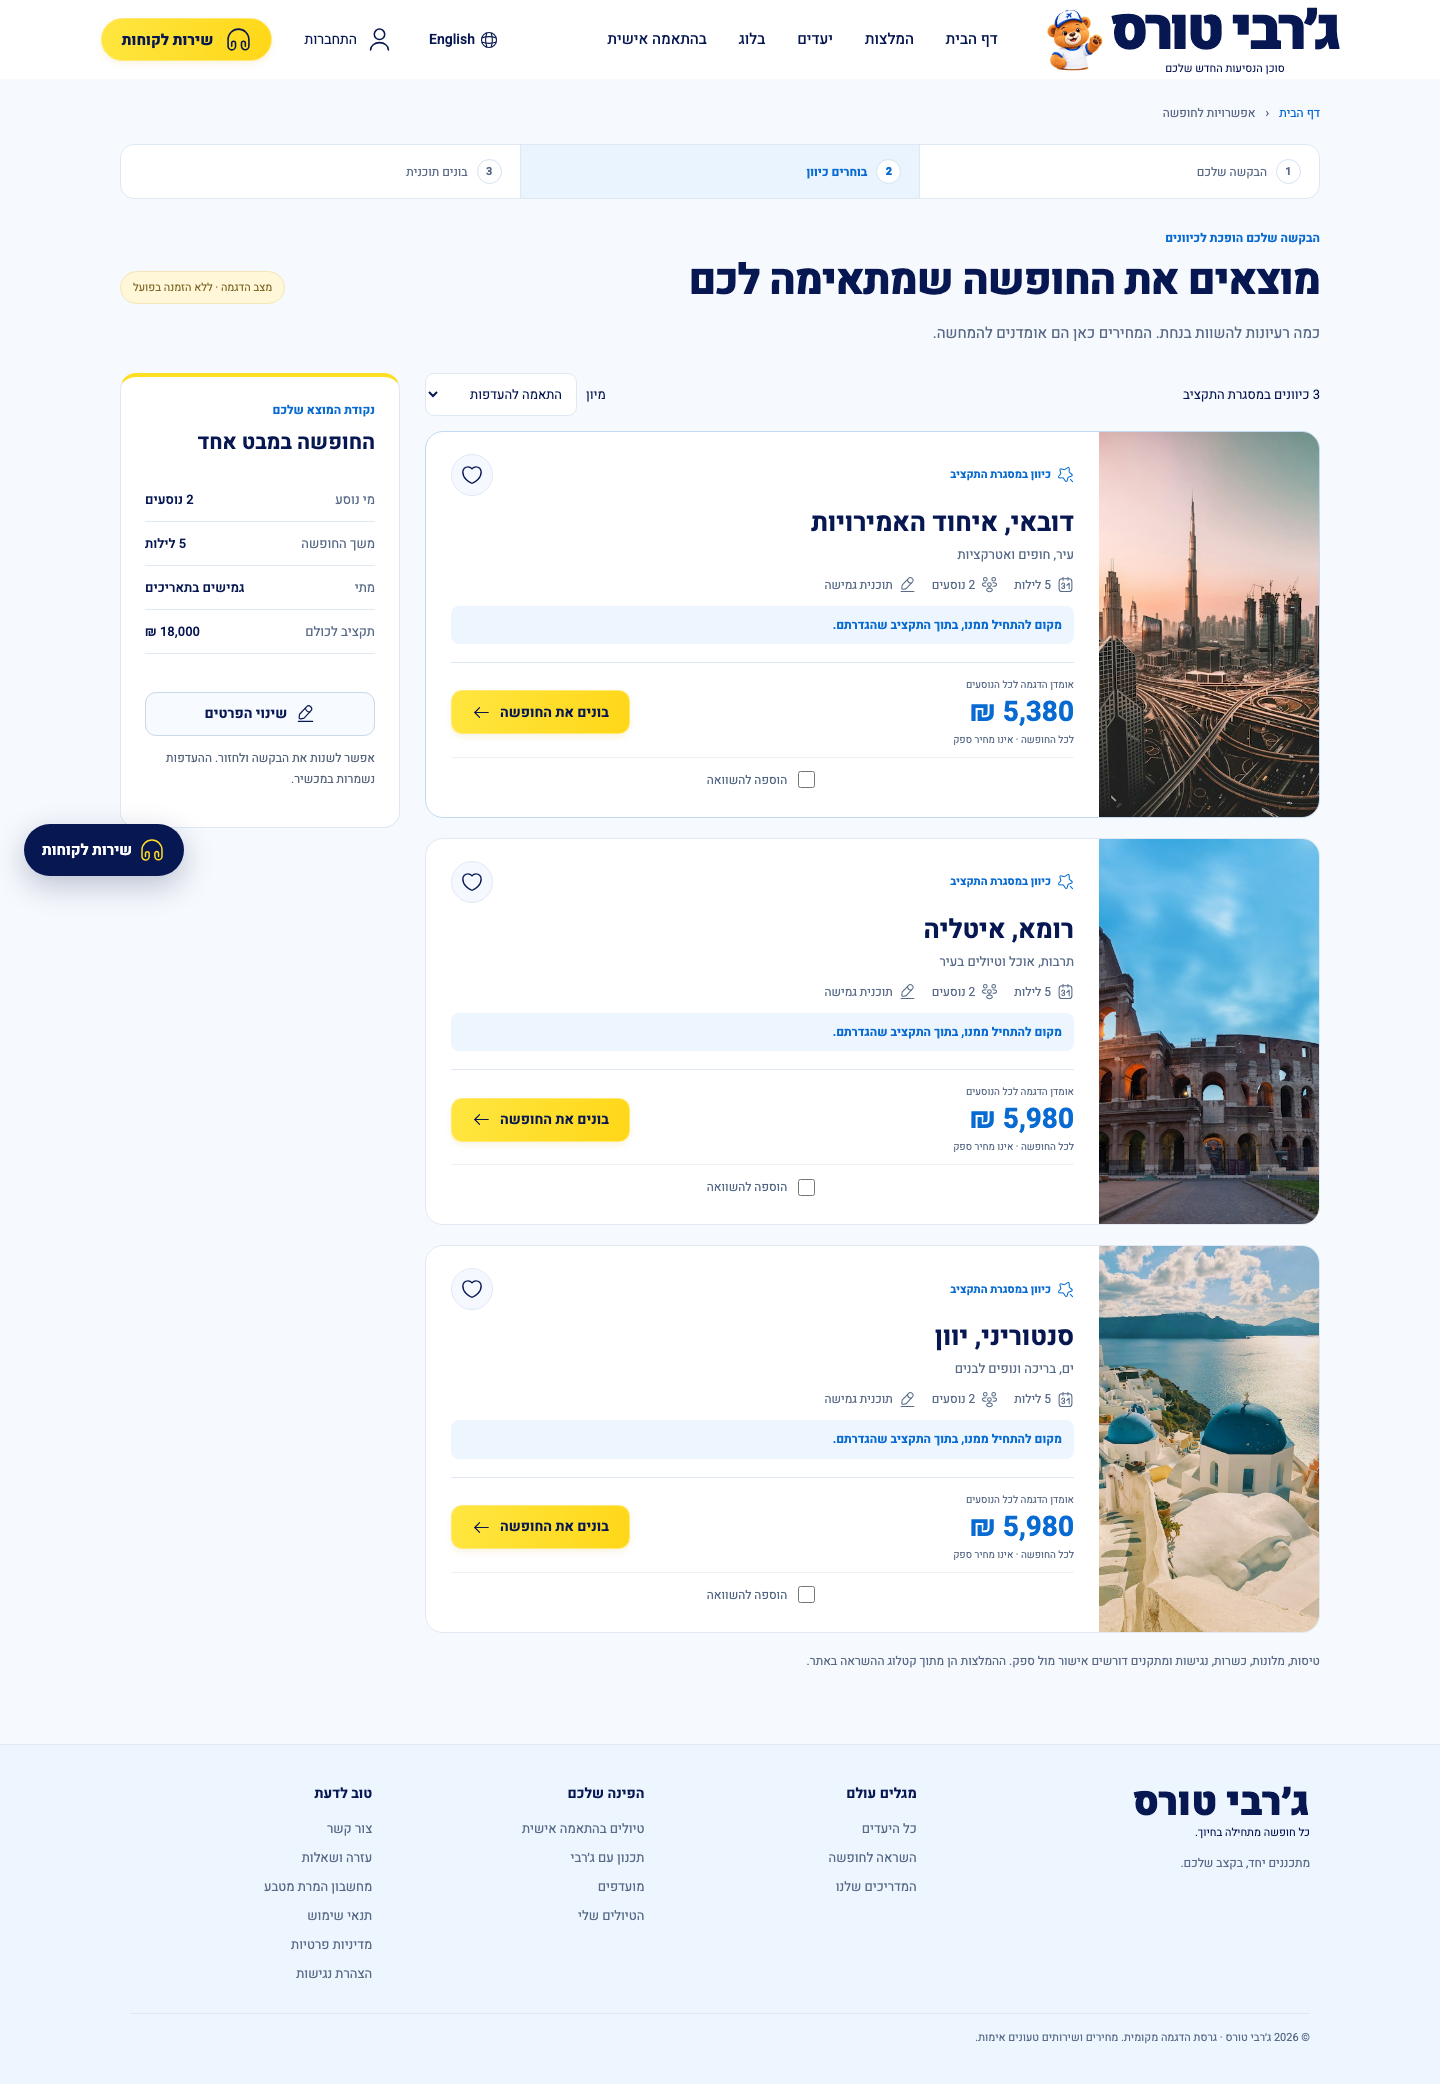 ג׳רבי טורס
סוכן הנסיעות החדש שלכם
דף הבית
המלצות
יעדים
בלוג
בהתאמה אישית
English
התחברות
שירות לקוחות
דף הבית › אפשרויות לחופשה
1 הבקשה שלכם
2 בוחרים כיוון
3 בונים תוכנית
הבקשה שלכם הופכת לכיוונים
מוצאים את החופשה שמתאימה לכם
מצב הדגמה · ללא הזמנה בפועל
כמה רעיונות להשוות בנחת. המחירים כאן הם אומדנים להמחשה.
3 כיוונים במסגרת התקציב
מיון
התאמה להעדפות
כיוון במסגרת התקציב
דובאי, איחוד האמירויות
עיר, חופים ואטרקציות
5 לילות
2 נוסעים
תוכנית גמישה
מקום להתחיל ממנו, בתוך התקציב שהגדרתם.
אומדן הדגמה לכל הנוסעים
5,380 ₪
לכל החופשה · אינו מחיר ספק
בונים את החופשה
הוספה להשוואה
כיוון במסגרת התקציב
רומא, איטליה
תרבות, אוכל וטיולים בעיר
5 לילות
2 נוסעים
תוכנית גמישה
מקום להתחיל ממנו, בתוך התקציב שהגדרתם.
אומדן הדגמה לכל הנוסעים
5,980 ₪
לכל החופשה · אינו מחיר ספק
בונים את החופשה
הוספה להשוואה
כיוון במסגרת התקציב
סנטוריני, יוון
ים, בריכה ונופים לבנים
5 לילות
2 נוסעים
תוכנית גמישה
מקום להתחיל ממנו, בתוך התקציב שהגדרתם.
אומדן הדגמה לכל הנוסעים
5,980 ₪
לכל החופשה · אינו מחיר ספק
בונים את החופשה
הוספה להשוואה
טיסות, מלונות, כשרות, נגישות ומתקנים דורשים אישור מול ספק. ההמלצות הן מתוך קטלוג ההשראה באתר.
נקודת המוצא שלכם
החופשה במבט אחד
מי נוסע
2 נוסעים
משך החופשה
5 לילות
מתי
גמישים בתאריכים
תקציב לכולם
18,000 ₪
שינוי הפרטים
אפשר לשנות את הבקשה ולחזור. ההעדפות
נשמרות במכשיר.
שירות לקוחות
ג׳רבי טורס
כל חופשה מתחילה בחיוך.
מתכננים יחד, בקצב שלכם.
מגלים עולם
כל היעדים
השראה לחופשה
המדריכים שלנו
הפינה שלכם
טיולים בהתאמה אישית
תכנון עם ג׳רבי
מועדפים
הטיולים שלי
טוב לדעת
צור קשר
עזרה ושאלות
מחשבון המרת מטבע
תנאי שימוש
מדיניות פרטיות
הצהרת נגישות
© 2026 ג׳רבי טורס · גרסת הדגמה מקומית. מחירים ושירותים טעונים אימות.